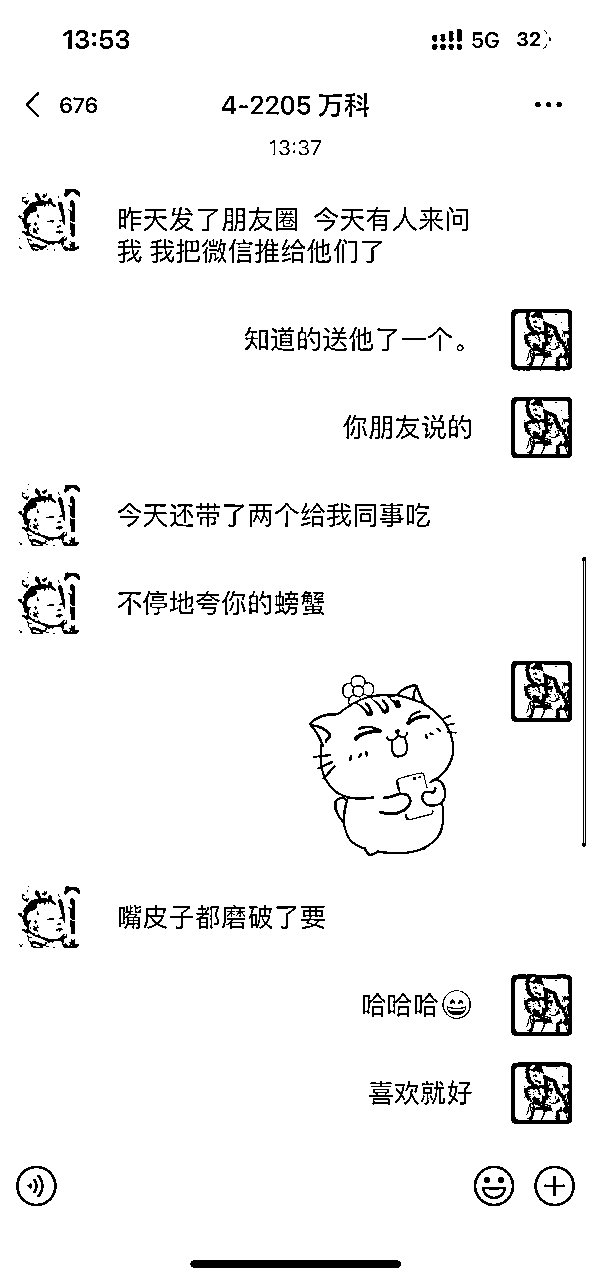 13:53
5G 32
676
4-2205 万科
13:37
昨天发了朋友圈 今天有人来问
我 我把微信推给他们了
知道的送他了一个。
你朋友说的
今天还带了两个给我同事吃
不停地夸你的螃蟹
嘴皮子都磨破了要
哈哈哈😄
喜欢就好